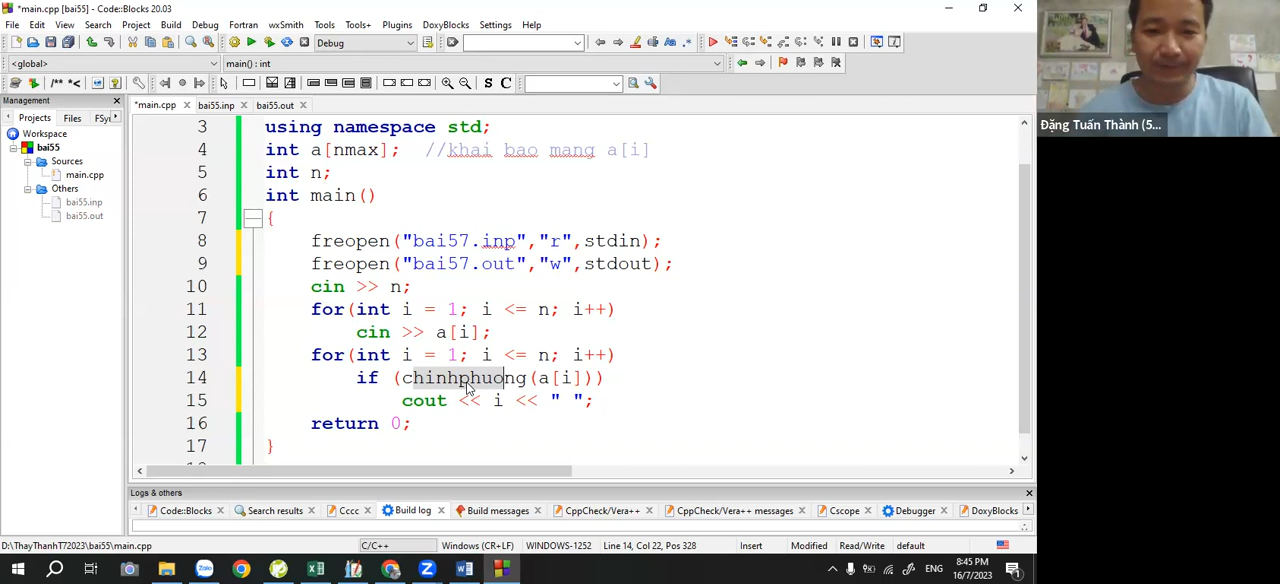 *main.cpp [bai55] - Code::Blocks 20.03
File Edit View Search Project Build Debug Fortran wxSmith Tools Tools+ Plugins DoxyBlocks Settings Help
Debug
<global> main() : int
/** *<
S C
Management
Projects Files FSy
Workspace
bai55
Sources
main.cpp
Others
bai55.inp
bai55.out
*main.cpp bai55.inp bai55.out
3 using namespace std;
4 int a[nmax]; //khai bao mang a[i]
5 int n;
6 int main()
7 {
8 freopen("bai57.inp","r",stdin);
9 freopen("bai57.out","w",stdout);
10 cin >> n;
11 for(int i = 1; i <= n; i++)
12 cin >> a[i];
13 for(int i = 1; i <= n; i++)
14 if (chinhphuong(a[i]))
15 cout << i << " ";
16 return 0;
17 }
Logs & others
Code::Blocks Search results Cccc Build log Build messages CppCheck/Vera++ CppCheck/Vera++ messages Cscope Debugger DoxyBlocks
D:\ThayThanhT72023\bai55\main.cpp C/C++ Windows (CR+LF) WINDOWS-1252 Line 14, Col 22, Pos 328 Insert Modified Read/Write default
ENG 8:45 PM 16/7/2023
Đặng Tuấn Thành (5...